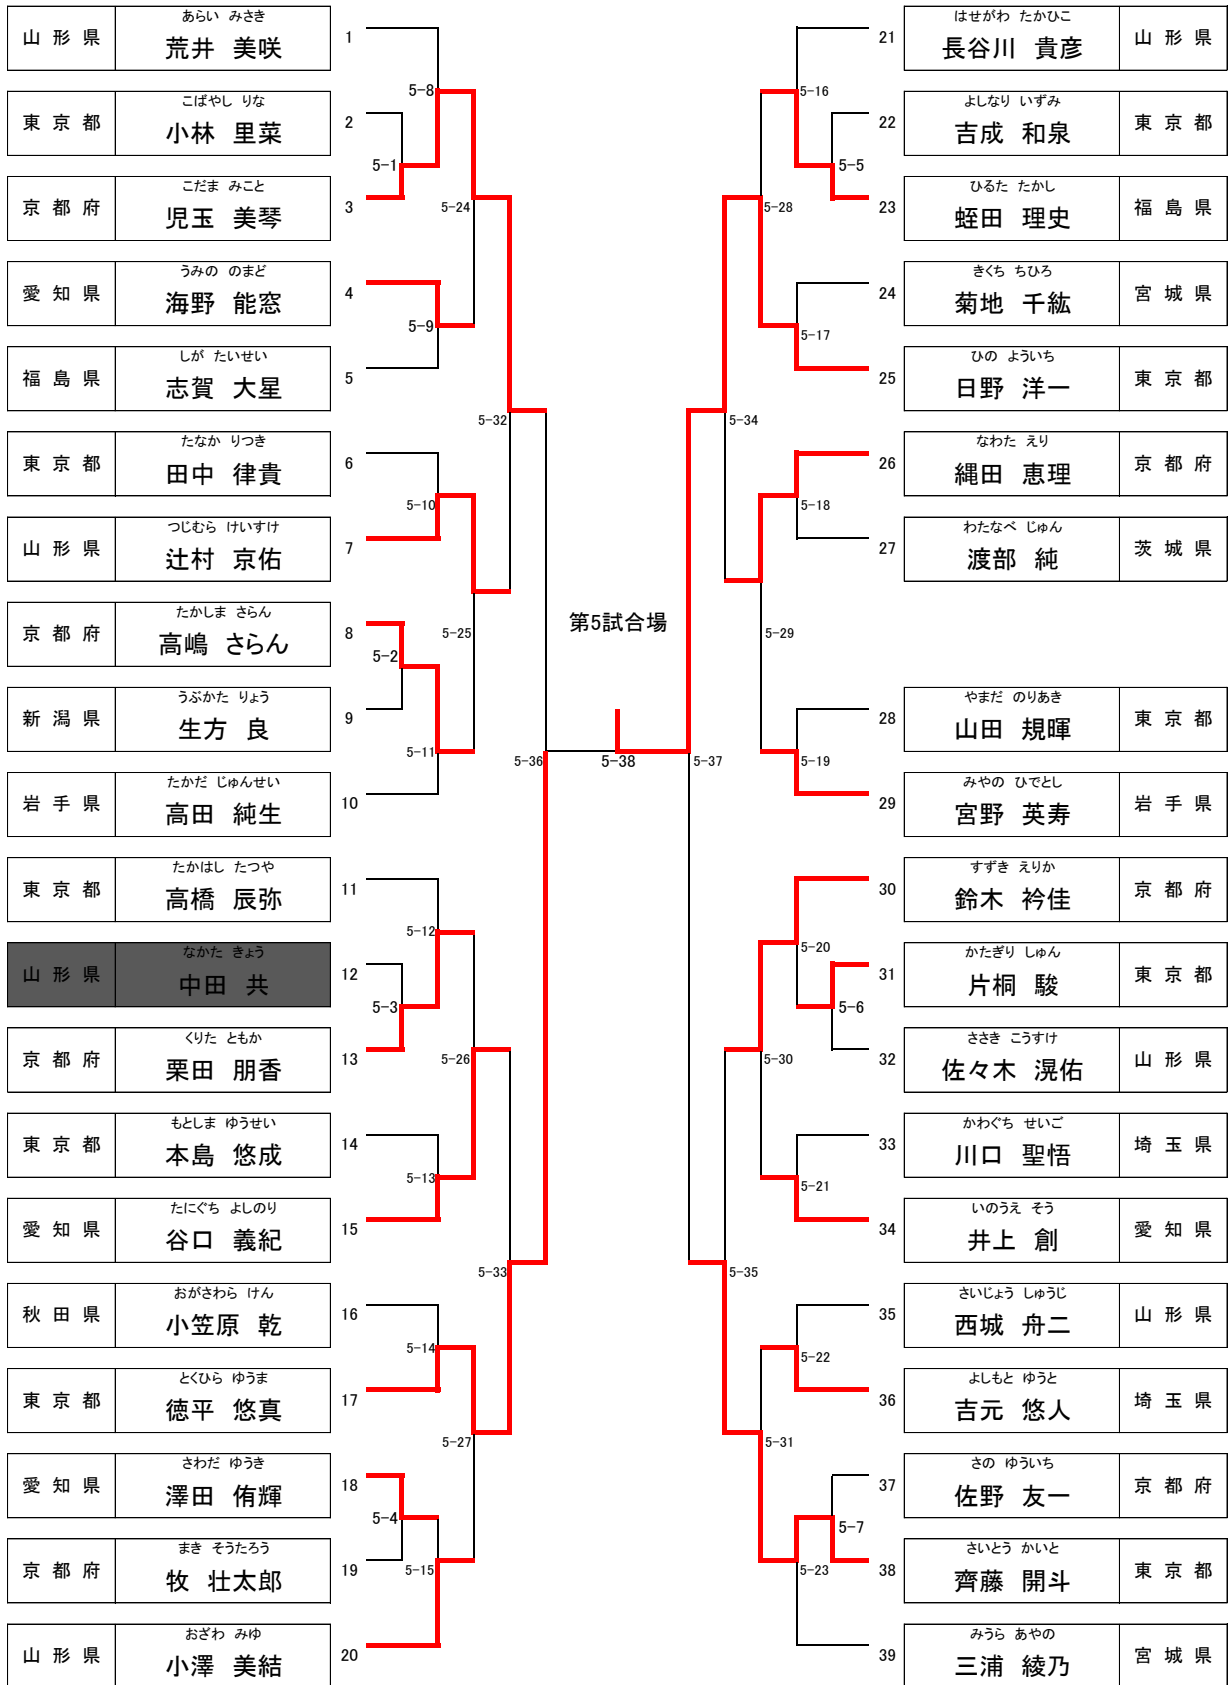 あらい みさき
山形県 荒井 美咲 1
こばやし りな
東京都 小林 里菜 2
こだま みこと
京都府 児玉 美琴 3
うみの のまど
愛知県 海野 能窓 4
しが たいせい
福島県 志賀 大星 5
たなか りつき
東京都 田中 律貴 6
つじむら けいすけ
山形県 辻村 京佑 7
たかしま さらん
京都府 高嶋 さらん 8
うぶかた りょう
新潟県 生方 良 9
たかだ じゅんせい
岩手県 高田 純生 10
たかはし たつや
東京都 高橋 辰弥 11
なかた きょう
山形県 中田 共 12
くりた ともか
京都府 栗田 朋香 13
もとしま ゆうせい
東京都 本島 悠成 14
たにぐち よしのり
愛知県 谷口 義紀 15
おがさわら けん
秋田県 小笠原 乾 16
とくひら ゆうま
東京都 徳平 悠真 17
さわだ ゆうき
愛知県 澤田 侑輝 18
まき そうたろう
京都府 牧 壮太郎 19
おざわ みゆ
山形県 小澤 美結 20
5-8
5-1
5-24
5-9
5-32
5-10
5-25
5-2
5-11
5-36
5-12
5-3
5-26
5-13
5-33
5-14
5-27
5-4
5-15
第5試合場
5-38
5-16
5-5
5-28
5-17
5-34
5-18
5-29
5-37
5-19
5-20
5-6
5-30
5-21
5-35
5-22
5-31
5-7
5-23
はせがわ たかひこ
21 長谷川 貴彦 山形県
よしなり いずみ
22 吉成 和泉 東京都
ひるた たかし
23 蛭田 理史 福島県
きくち ちひろ
24 菊地 千紘 宮城県
ひの よういち
25 日野 洋一 東京都
なわた えり
26 縄田 恵理 京都府
わたなべ じゅん
27 渡部 純 茨城県
やまだ のりあき
28 山田 規暉 東京都
みやの ひでとし
29 宮野 英寿 岩手県
すずき えりか
30 鈴木 衿佳 京都府
かたぎり しゅん
31 片桐 駿 東京都
ささき こうすけ
32 佐々木 滉佑 山形県
かわぐち せいご
33 川口 聖悟 埼玉県
いのうえ そう
34 井上 創 愛知県
さいじょう しゅうじ
35 西城 舟二 山形県
よしもと ゆうと
36 吉元 悠人 埼玉県
さの ゆういち
37 佐野 友一 京都府
さいとう かいと
38 齊藤 開斗 東京都
みうら あやの
39 三浦 綾乃 宮城県